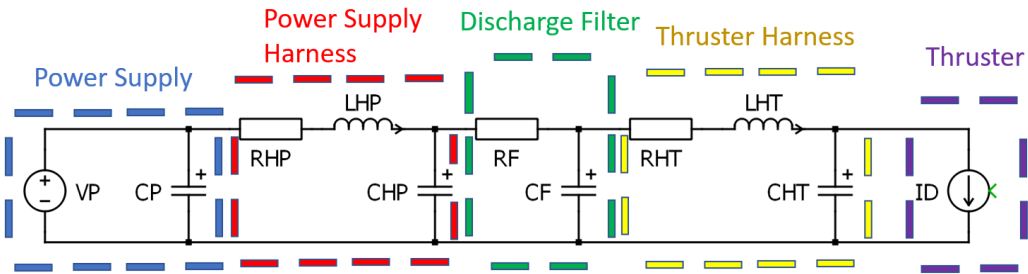 Power Supply
Power Supply
Harness
Discharge Filter
Thruster Harness
Thruster
LHP
LHT
RHP
RF
RHT
+
+
+
+
+
−
VP
CP
CHP
CF
CHT
ID